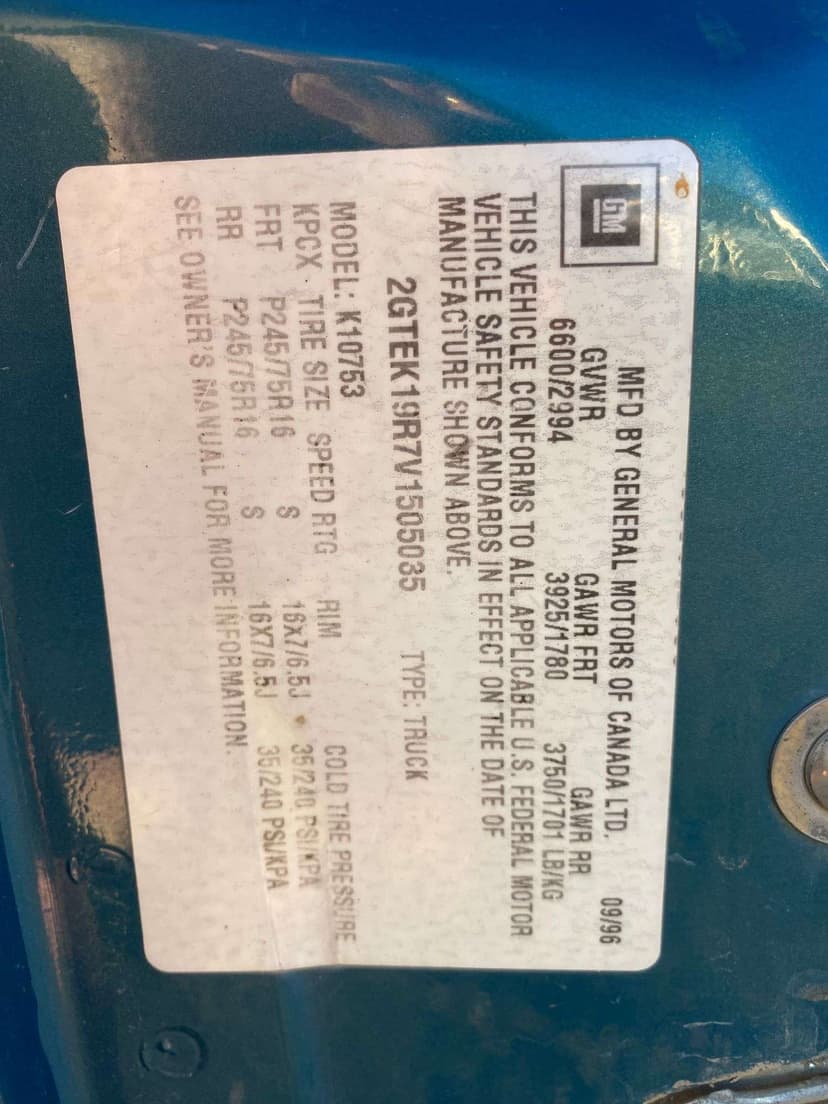 GM
MFD BY GENERAL MOTORS OF CANADA LTD. 09/96
GVWR GAWR FRT GAWR RR
6600/2994 3925/1780 3750/1701 LB/KG
THIS VEHICLE CONFORMS TO ALL APPLICABLE U.S. FEDERAL MOTOR
VEHICLE SAFETY STANDARDS IN EFFECT ON THE DATE OF
MANUFACTURE SHOWN ABOVE.
2GTEK19R7V1505035 TYPE: TRUCK
MODEL: K10753
KPCX TIRE SIZE SPEED RTG RIM COLD TIRE PRESSURE
FRT P245/75R16 S 16X7/6.5J 35/240 PSI/KPA
RR P245/75R16 S 16X7/6.5J 35/240 PSI/KPA
SEE OWNER'S MANUAL FOR MORE INFORMATION.